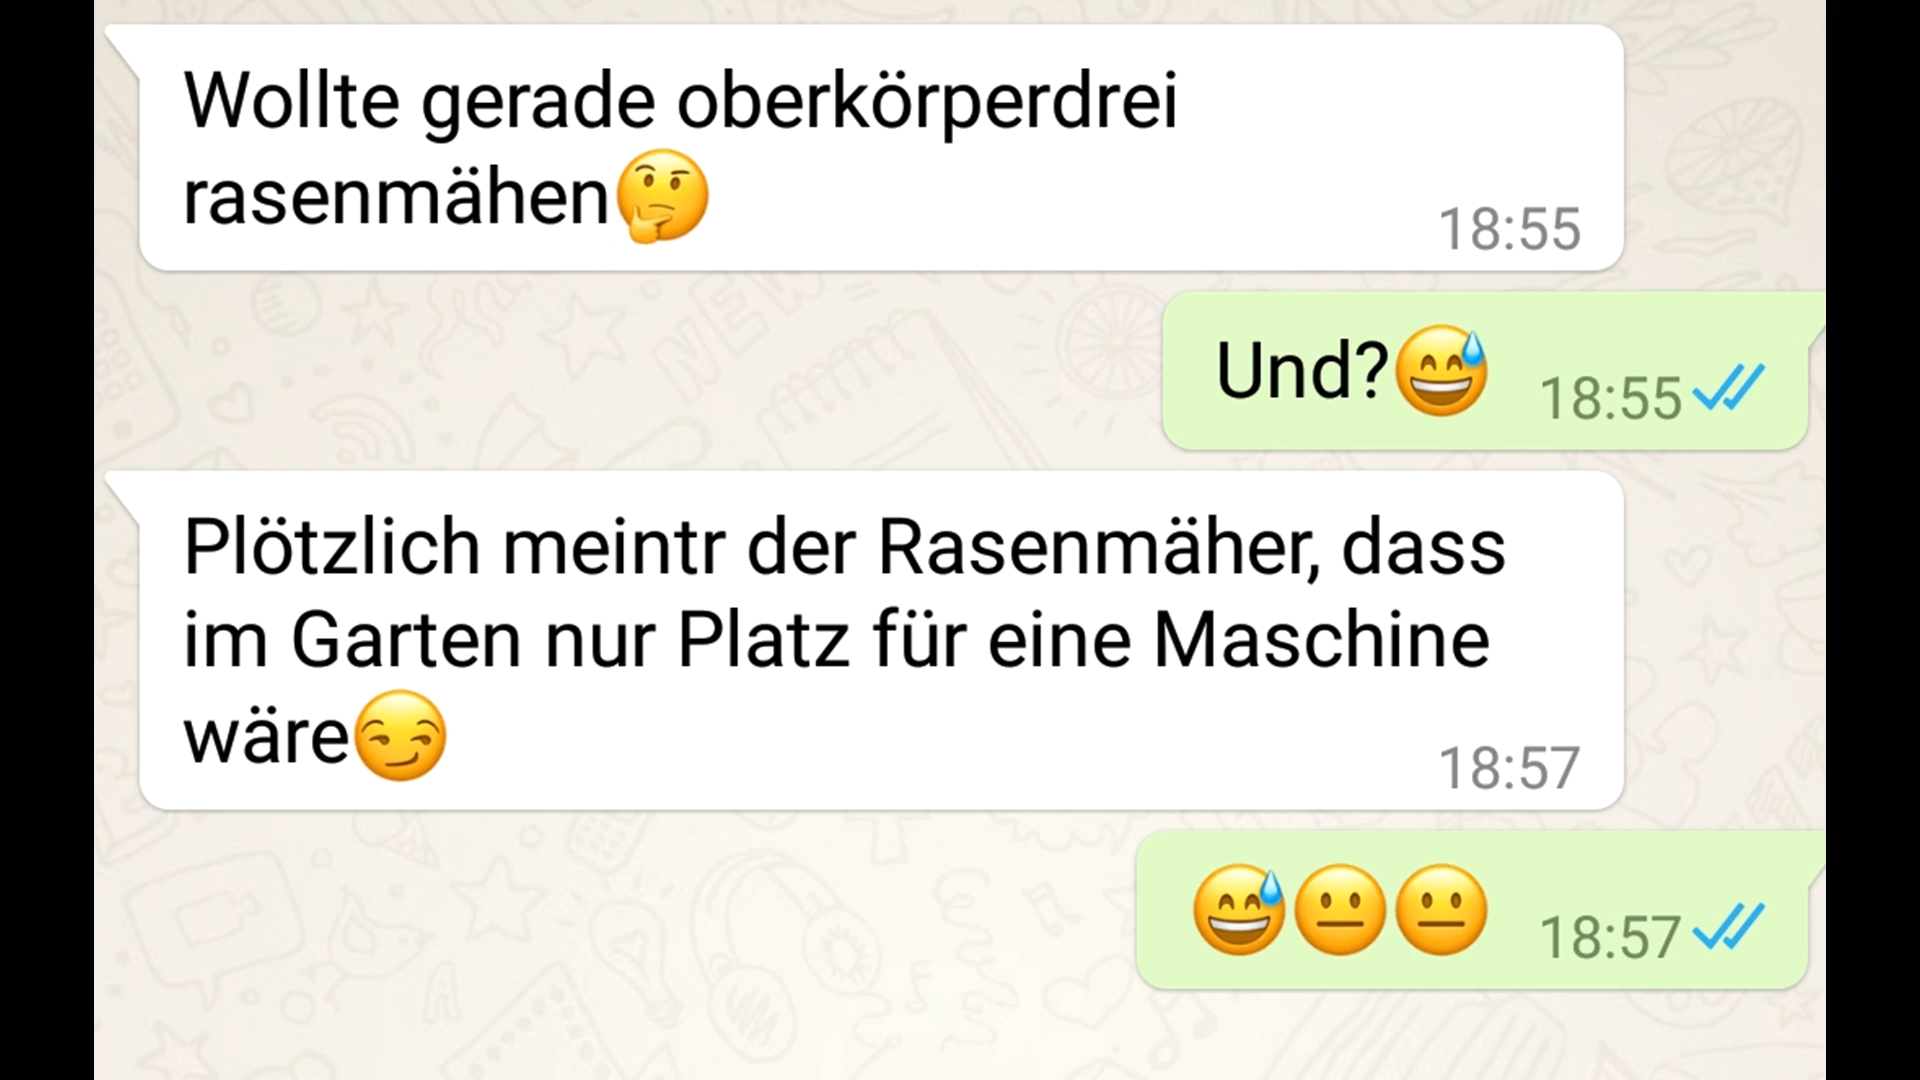 Wollte gerade oberkörperdrei
rasenmähen🤔
18:55
Und?😅 18:55
Plötzlich meintr der Rasenmäher, dass
im Garten nur Platz für eine Maschine
wäre😏
18:57
😅😐😐 18:57